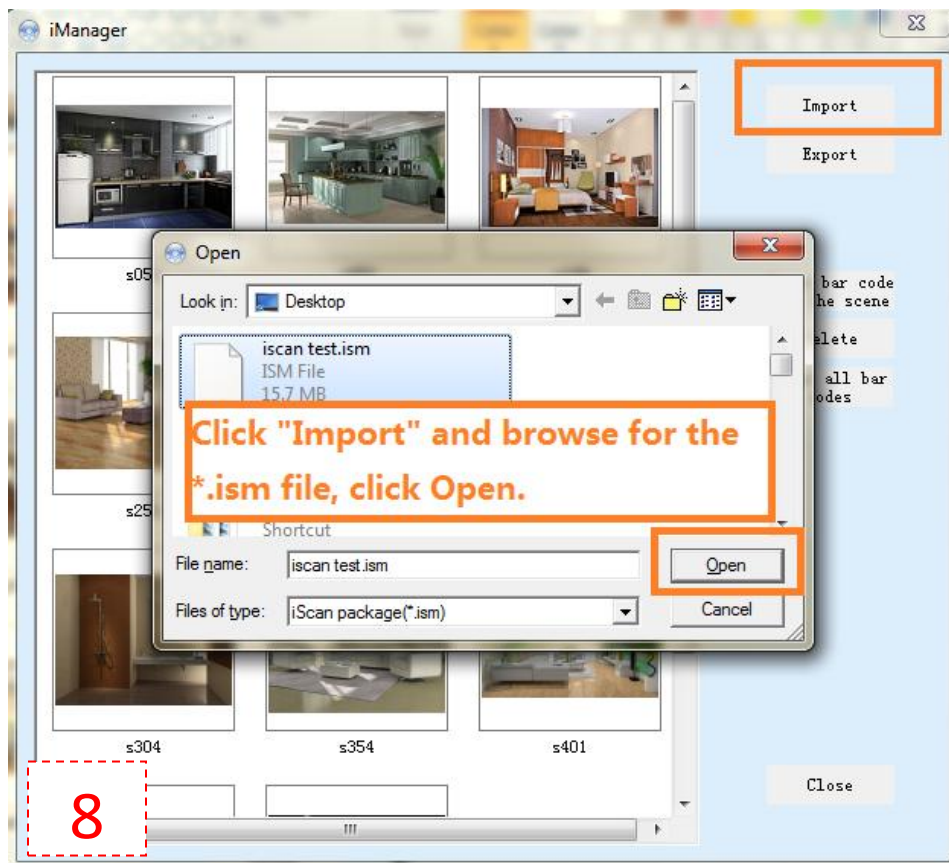 iManager
Import
Export
s05
Open
Look in: Desktop
bar code
he scene
iscan test.ism
ISM File
15,7 MB
elete
all bar
odes
Click "Import" and browse for the
*.ism file, click Open.
s25
Shortcut
File name: iscan test.ism Open
Files of type: iScan package(*.ism) Cancel
s304 s354 s401
Close
8